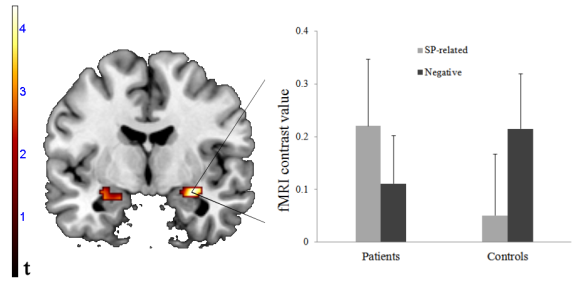 4
3
2
1
t
fMRI contrast value
0.4
0.3
0.2
0.1
0
SP-related
Negative
Patients
Controls